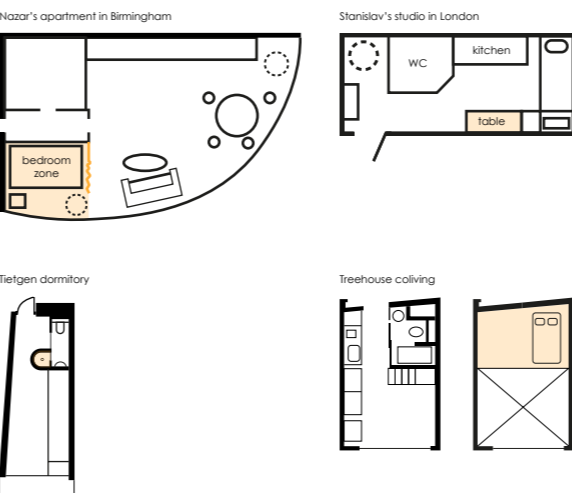 Nazar's apartment in Birmingham
Stanislav's studio in London
WC
kitchen
table
bedroom
zone
Tietgen dormitory
Treehouse coliving